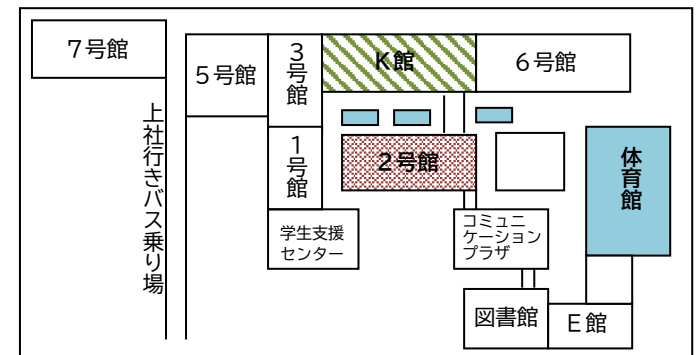 7号館
5号館
3号館
K館
6号館
上社行きバス乗り場
1号館
2号館
体育館
学生支援
センター
コミュニ
ケーション
プラザ
図書館
E館